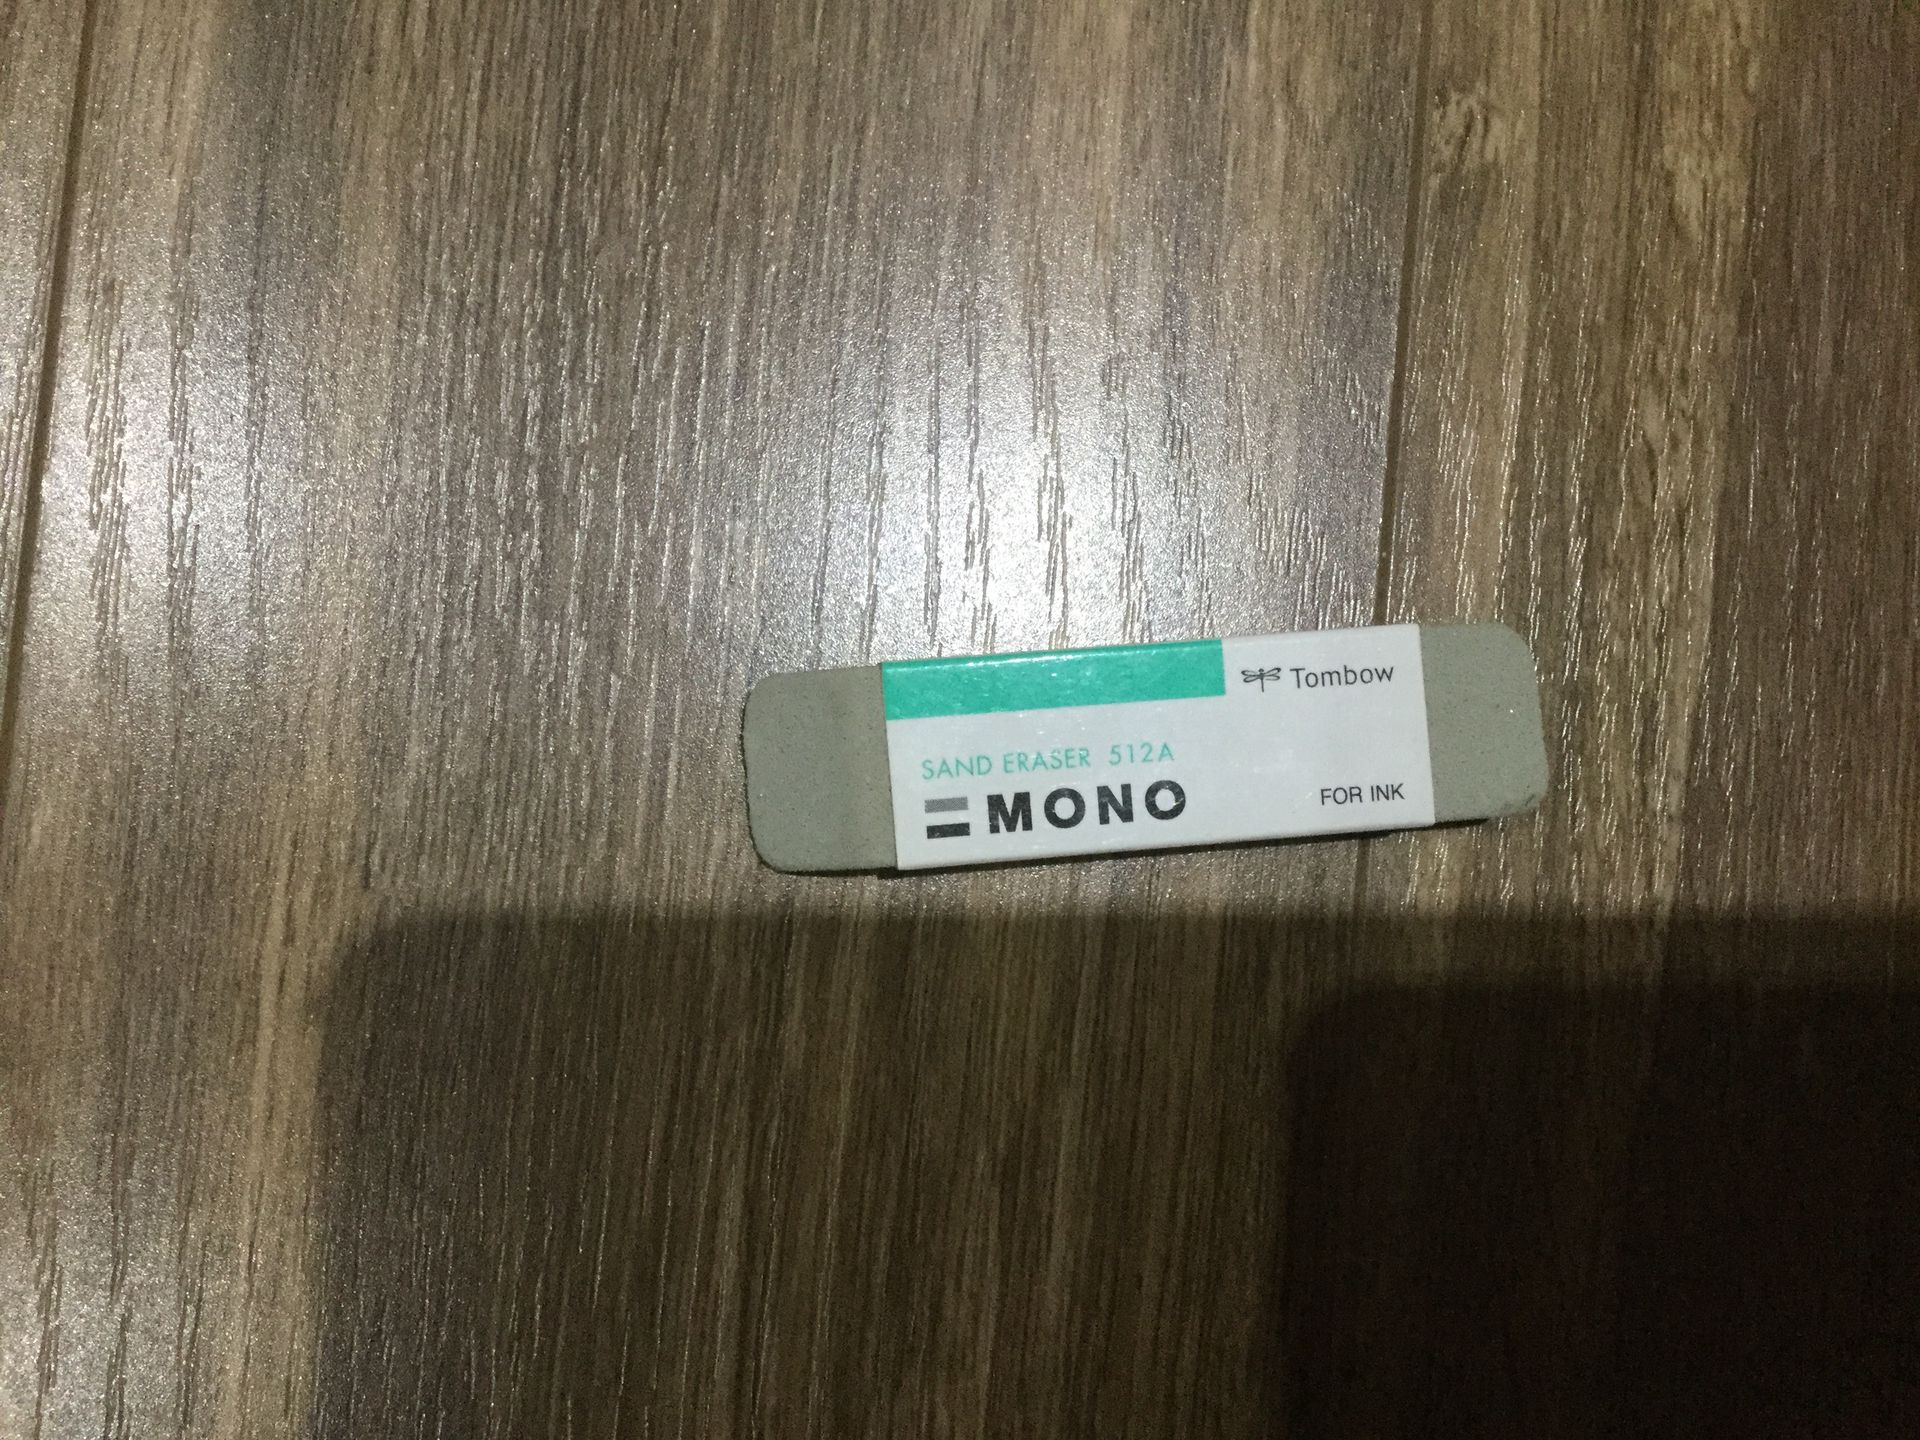 Tombow
SAND ERASER 512A
MONO
FOR INK